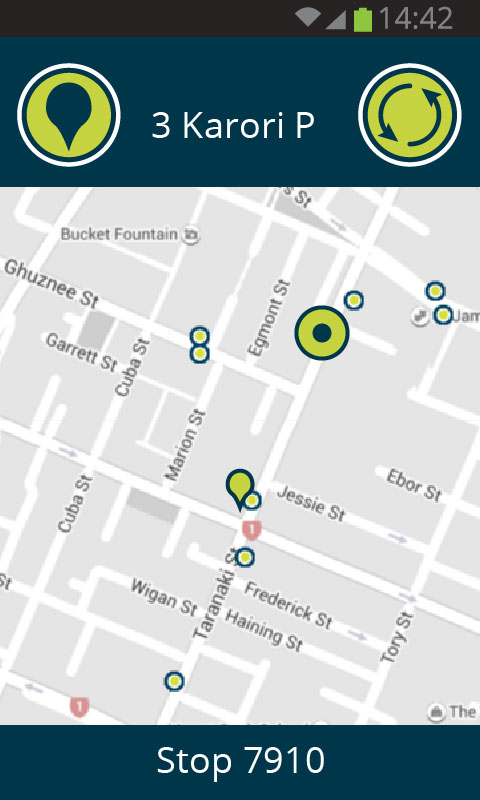 14:42
3 Karori P
s St
Bucket Fountain
Ghuznee St
Egmont St
Jam
Garrett St
Cuba St
Marion St
Ebor St
Cuba St
Jessie St
1
St
Taranaki St
Wigan St
Frederick St
Haining St
Tory St
1
The
Stop 7910